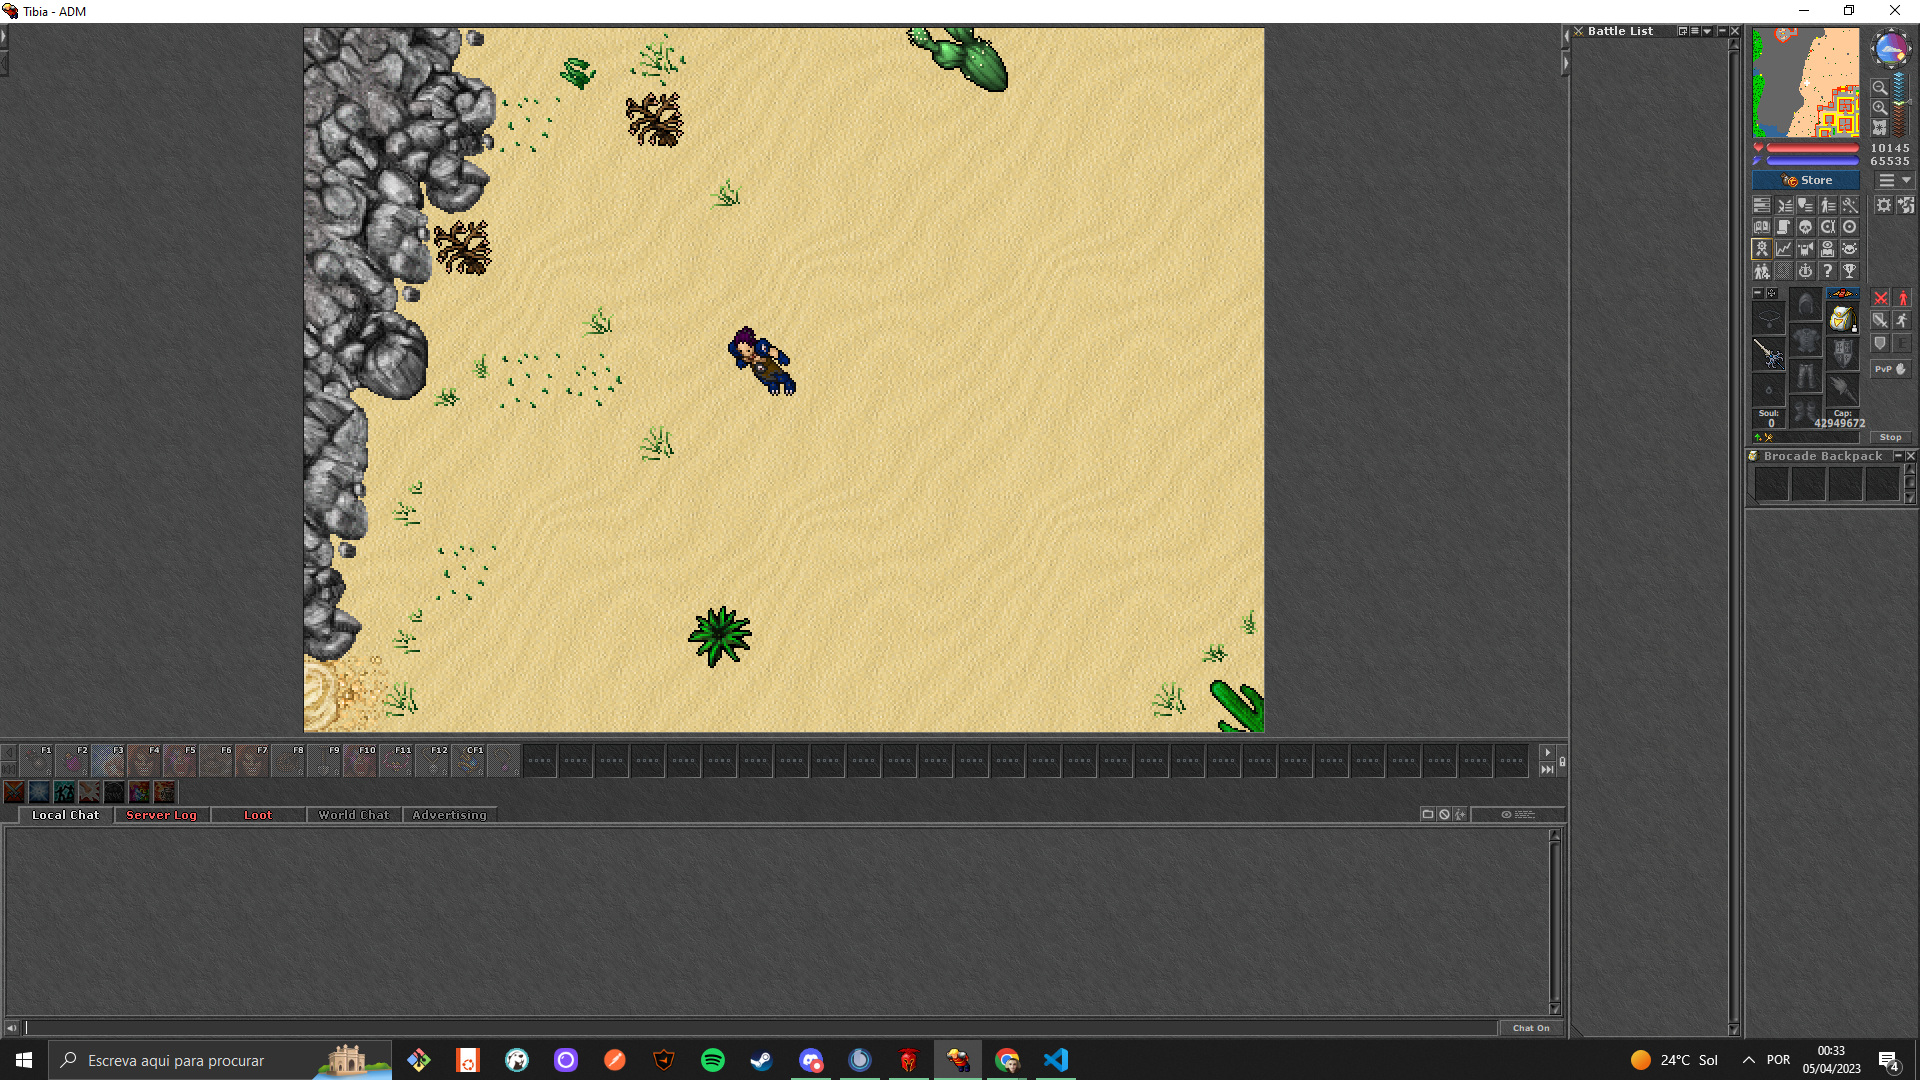 Tibia - ADM
Battle List
10145
65535
Store
Soul:
0
Cap:
42949672
PvP
Stop
Brocade Backpack
F1 F2 F3 F4 F5 F6 F7 F8 F9 F10 F11 F12 CF1
Local Chat Server Log Loot World Chat Advertising
Chat On
Escreva aqui para procurar
24°C Sol
POR
00:33
05/04/2023
4